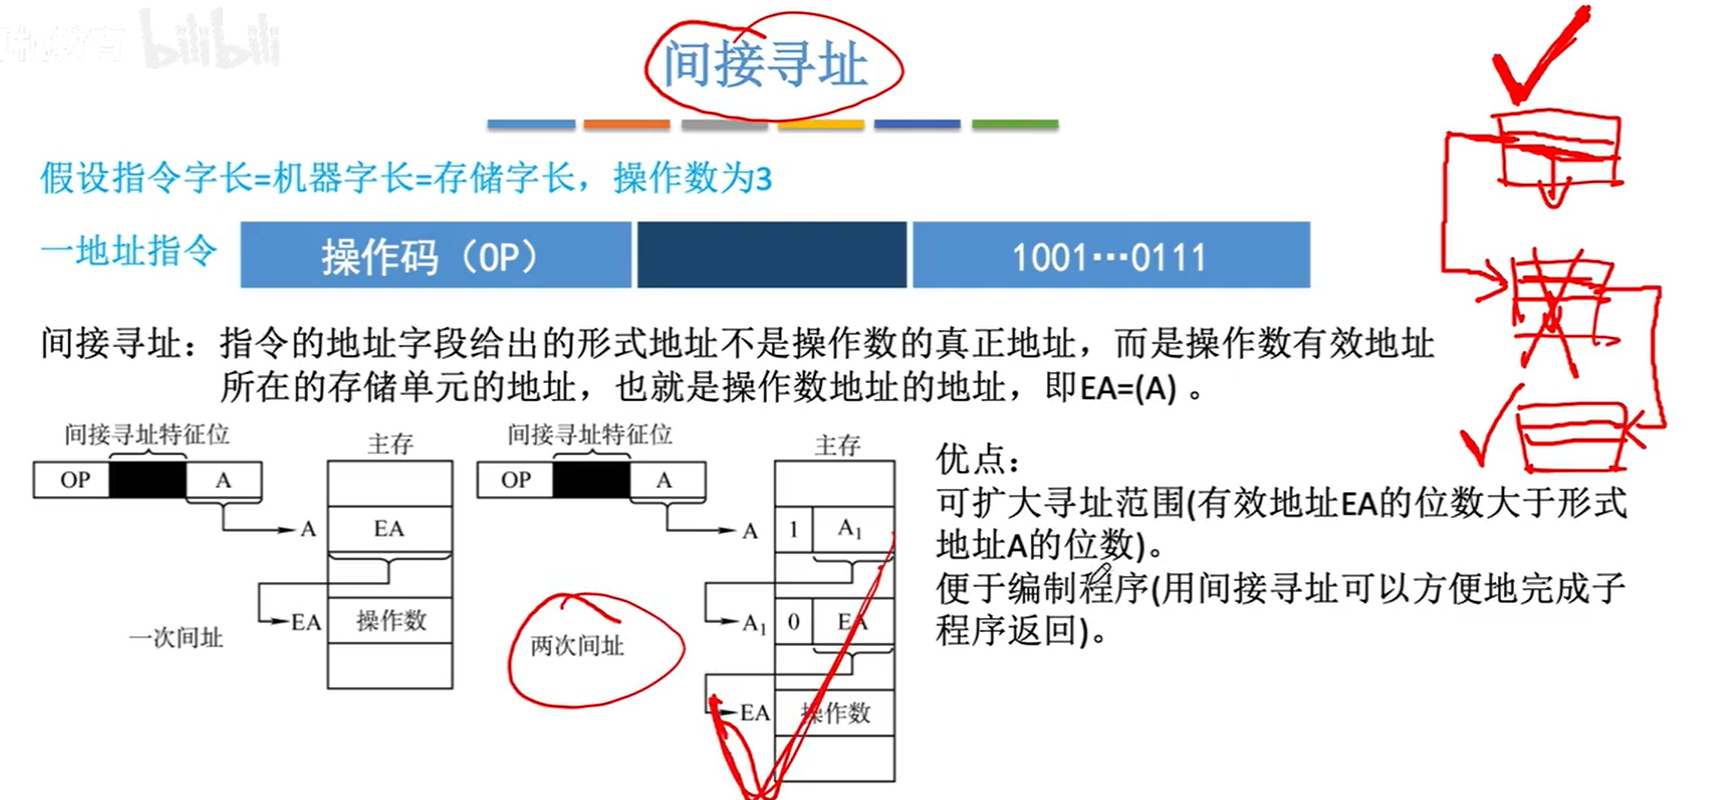 bilibili
间接寻址
假设指令字长=机器字长=存储字长，操作数为3
一地址指令 操作码（OP） 1001…0111
间接寻址：指令的地址字段给出的形式地址不是操作数的真正地址，而是操作数有效地址
所在的存储单元的地址，也就是操作数地址的地址，即EA=(A) 。
间接寻址特征位
OP A
主存
A EA
EA 操作数
一次间址
间接寻址特征位
OP A
主存
A 1 A₁
A₁ 0 EA
EA 操作数
两次间址
优点：
可扩大寻址范围(有效地址EA的位数大于形式
地址A的位数)。
便于编制程序(用间接寻址可以方便地完成子
程序返回)。